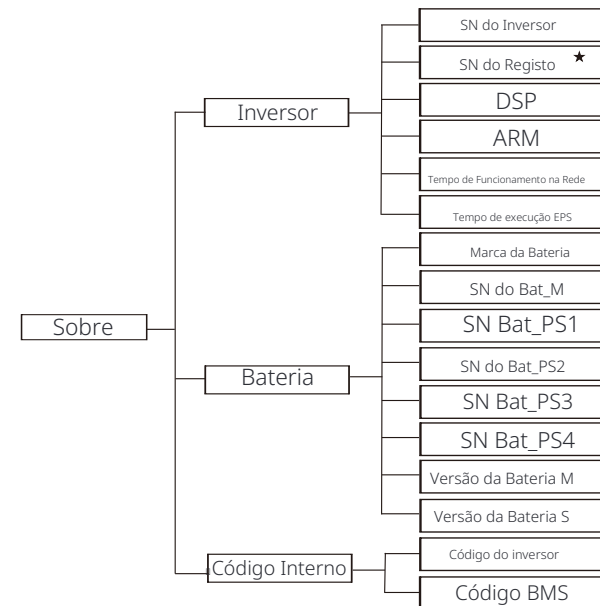 Sobre
Inversor
SN do Inversor
SN do Registo ★
DSP
ARM
Tempo de Funcionamento na Rede
Tempo de execução EPS
Bateria
Marca da Bateria
SN do Bat_M
SN Bat_PS1
SN do Bat_PS2
SN Bat_PS3
SN Bat_PS4
Versão da Bateria M
Versão da Bateria S
Código Interno
Código do inversor
Código BMS